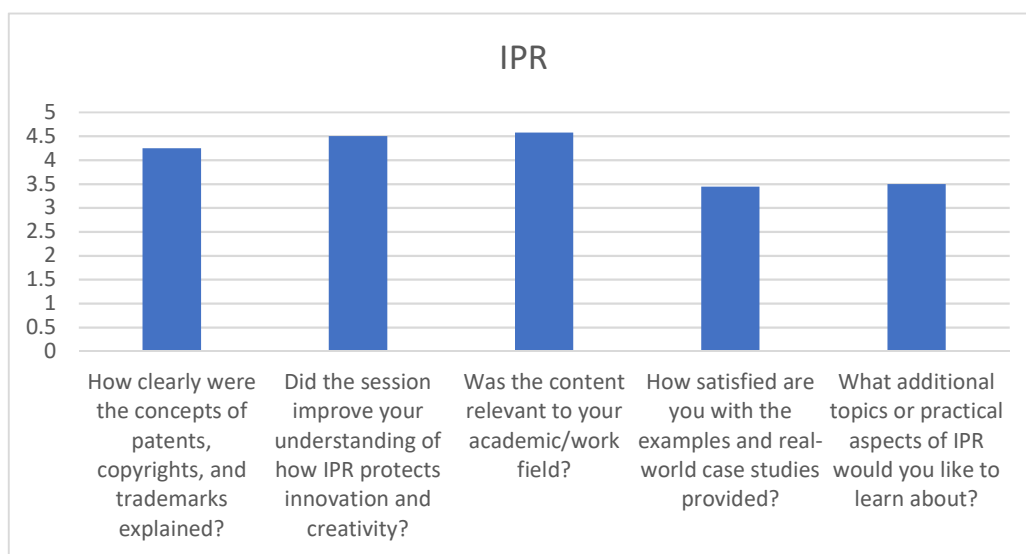 IPR
5
4.5
4
3.5
3
2.5
2
1.5
1
0.5
0
How clearly were
the concepts of
patents,
copyrights, and
trademarks
explained?
Did the session
improve your
understanding of
how IPR protects
innovation and
creativity?
Was the content
relevant to your
academic/work
field?
How satisfied are
you with the
examples and real-
world case studies
provided?
What additional
topics or practical
aspects of IPR
would you like to
learn about?